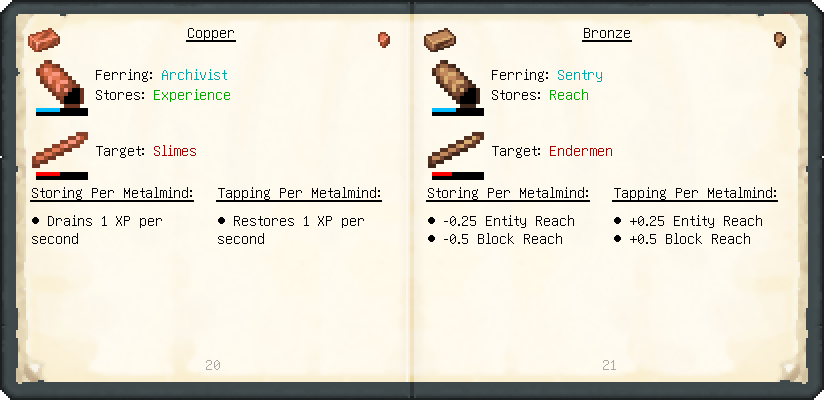 Copper
Ferring: Archivist
Stores: Experience
Target: Slimes
Storing Per Metalmind:
● Drains 1 XP per
second
Tapping Per Metalmind:
● Restores 1 XP per
second
20
Bronze
Ferring: Sentry
Stores: Reach
Target: Endermen
Storing Per Metalmind:
● -0.25 Entity Reach
● -0.5 Block Reach
Tapping Per Metalmind:
● +0.25 Entity Reach
● +0.5 Block Reach
21